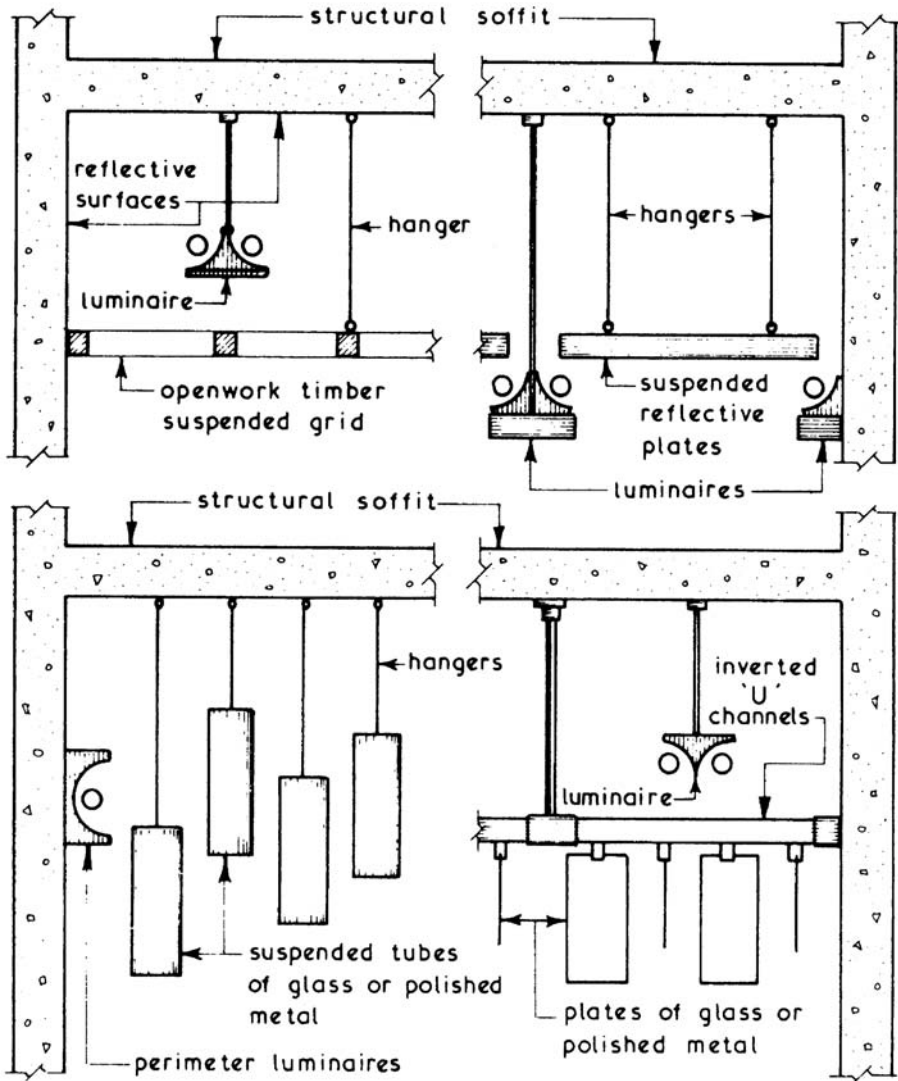 structural soffit
reflective
surfaces
hanger
hangers
luminaire
openwork timber
suspended grid
suspended
reflective
plates
luminaires
structural soffit
hangers
inverted
'U'
channels
luminaire
suspended tubes
of glass or polished
metal
plates of glass or
polished metal
perimeter luminaires